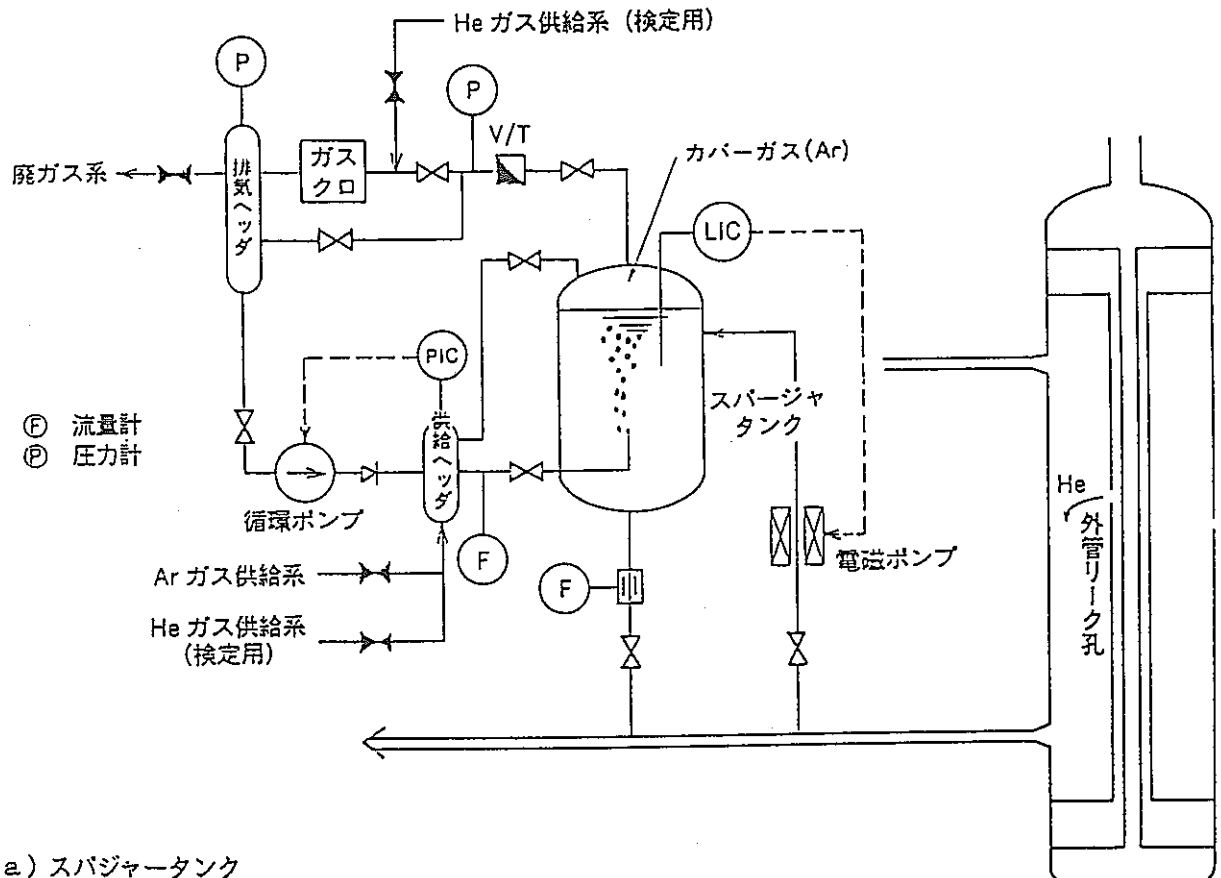 He ガス供給系 (検定用)
P
P
V/T
カバーガス(Ar)
廃ガス系
排気ヘッダ
ガス
クロ
LiC
PiC
スパージャ
タンク
Ⓕ 流量計
Ⓟ 圧力計
供給ヘッダ
循環ポンプ
He
外管リーク孔
F
電磁ポンプ
Ar ガス供給系
F
He ガス供給系
(検定用)
a) スパジャータンク